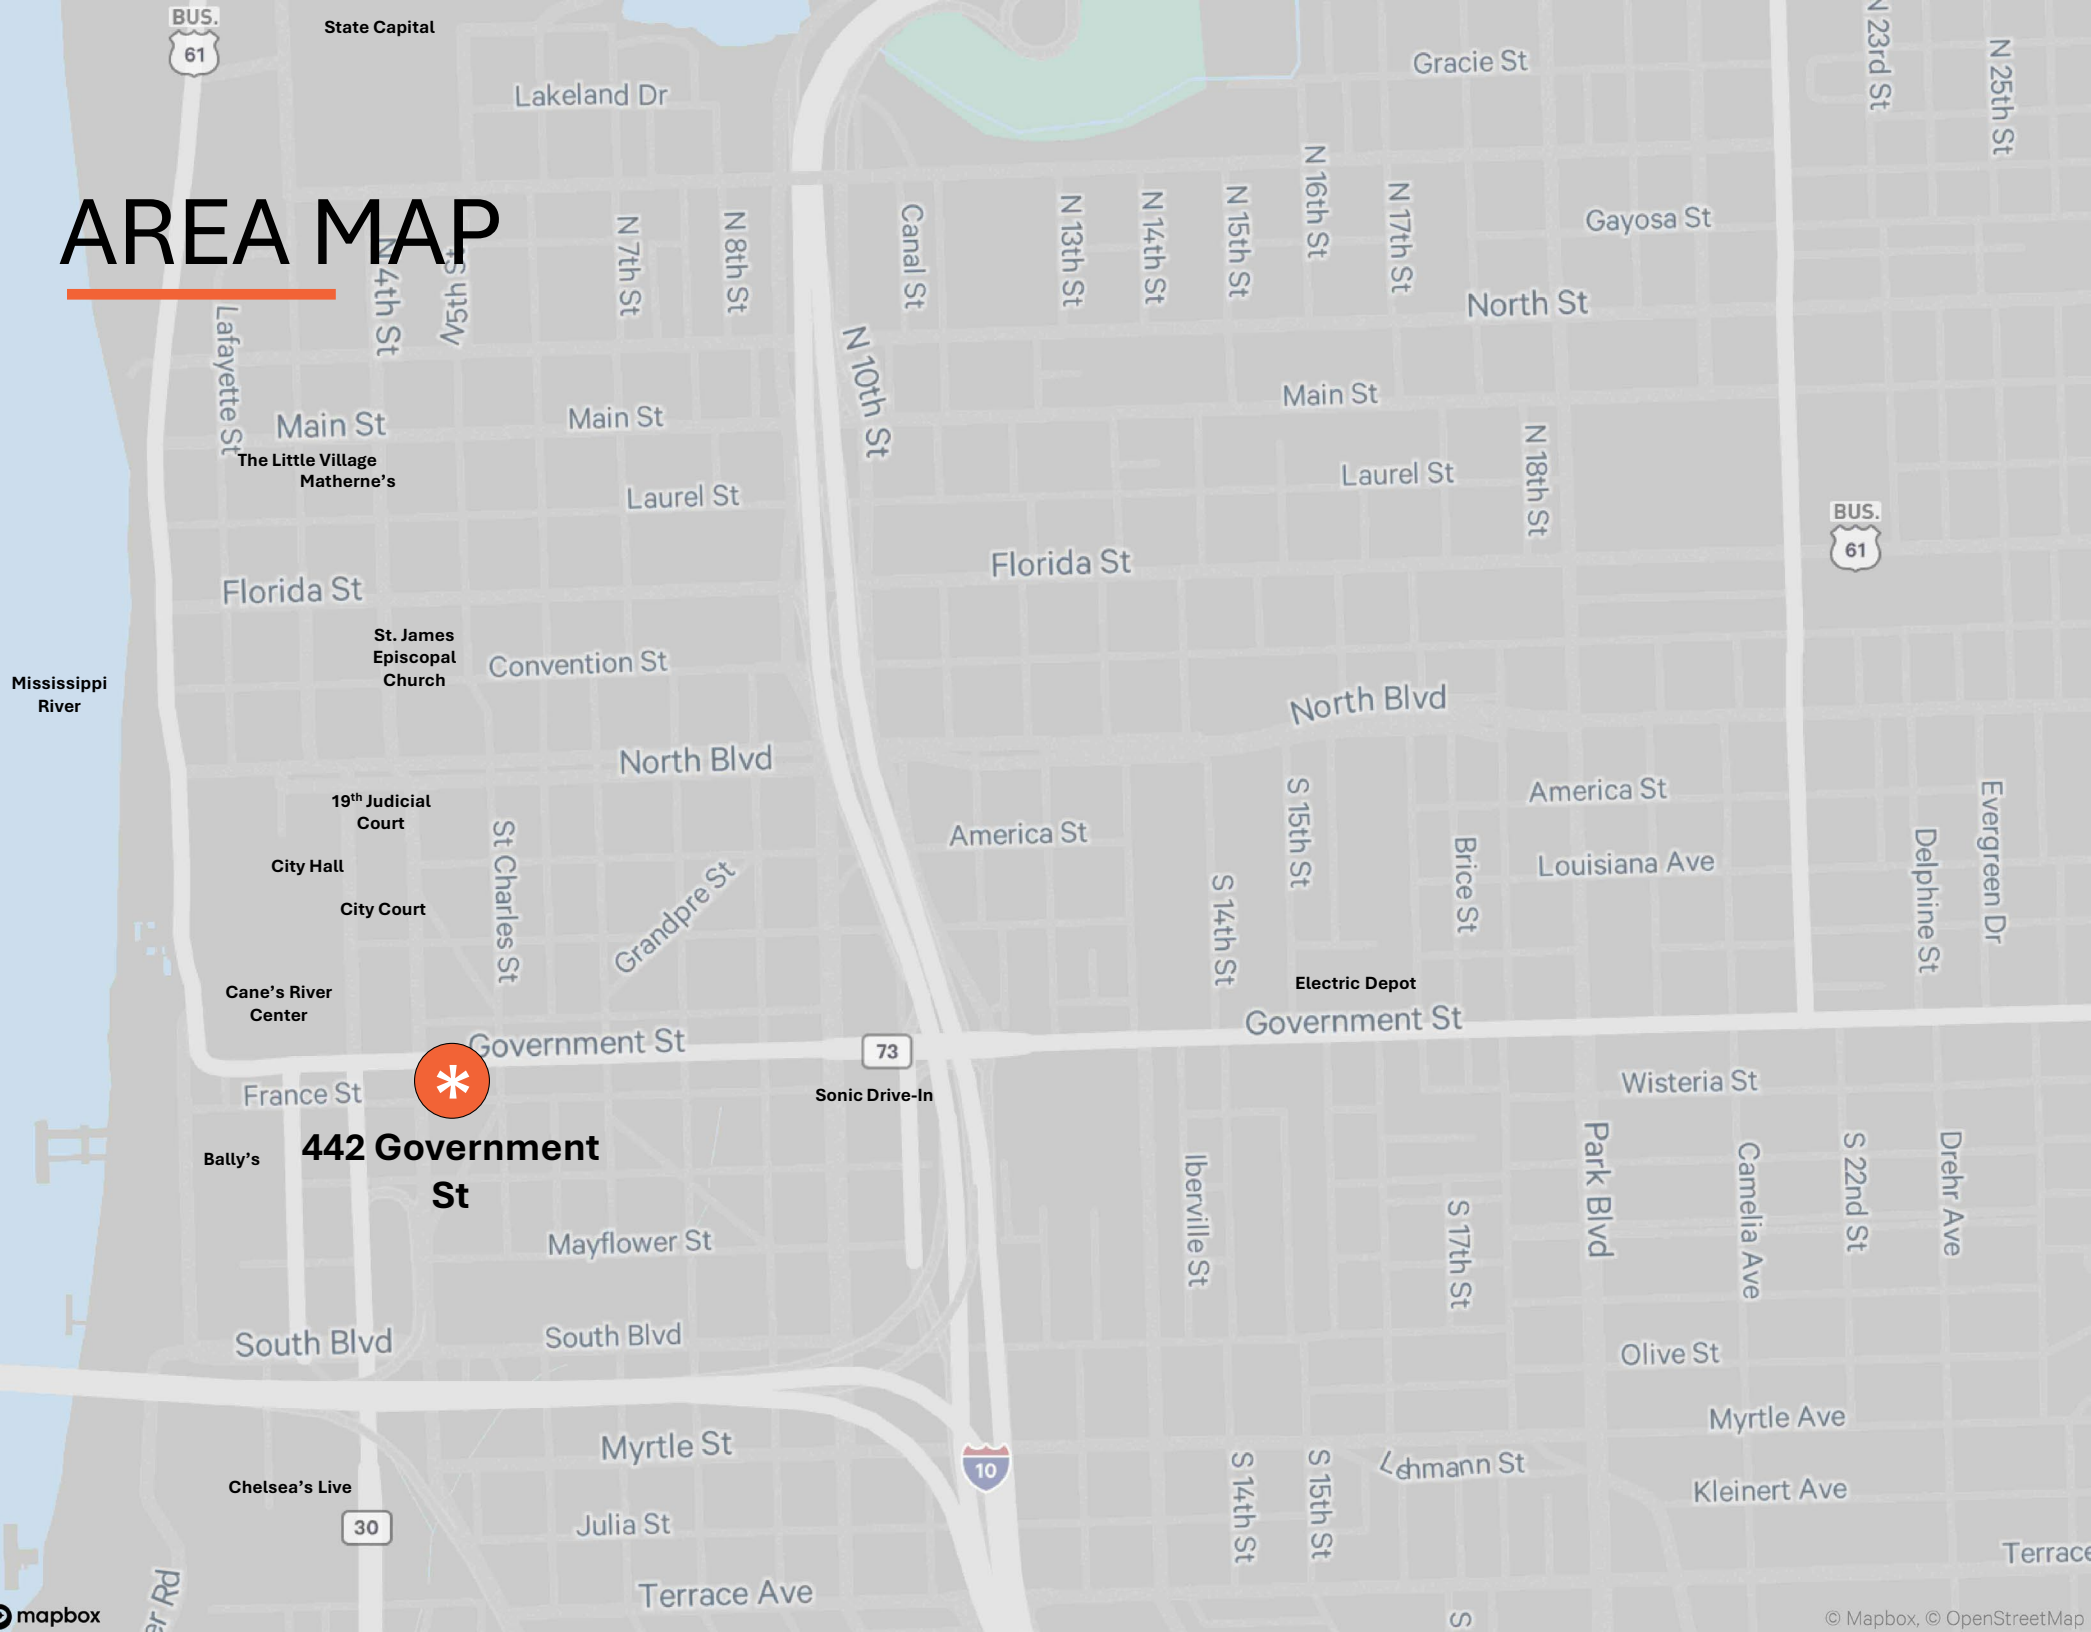 BUS.
61
State Capital
Lakeland Dr
Gracie St
N 23rd St
N 25th St
AREA MAP
N 4th St
N 5th St
N 7th St
N 8th St
Canal St
N 13th St
N 14th St
N 15th St
N 16th St
N 17th St
Gayosa St
North St
Lafayette St
N 10th St
Main St
Main St
Main St
The Little Village
Matherne's
Laurel St
Laurel St
N 18th St
BUS.
61
Florida St
Florida St
St. James
Episcopal
Church
Convention St
Mississippi
River
North Blvd
North Blvd
19th Judicial
Court
City Hall
City Court
St Charles St
Grandpre St
America St
S 15th St
America St
Louisiana Ave
Brice St
S 14th St
Delphine St
Evergreen Dr
Cane's River
Center
Electric Depot
Government St
Government St
73
France St
*
Sonic Drive-In
Wisteria St
Bally's
442 Government
St
Iberville St
Park Blvd
Camelia Ave
S 22nd St
Drehr Ave
S 17th St
Mayflower St
South Blvd
South Blvd
Olive St
Myrtle St
Myrtle Ave
10
S 14th St
S 15th St
Lehmann St
Kleinert Ave
Chelsea's Live
30
Julia St
Terrace
er Rd
Terrace Ave
S
mapbox
© Mapbox, © OpenStreetMap